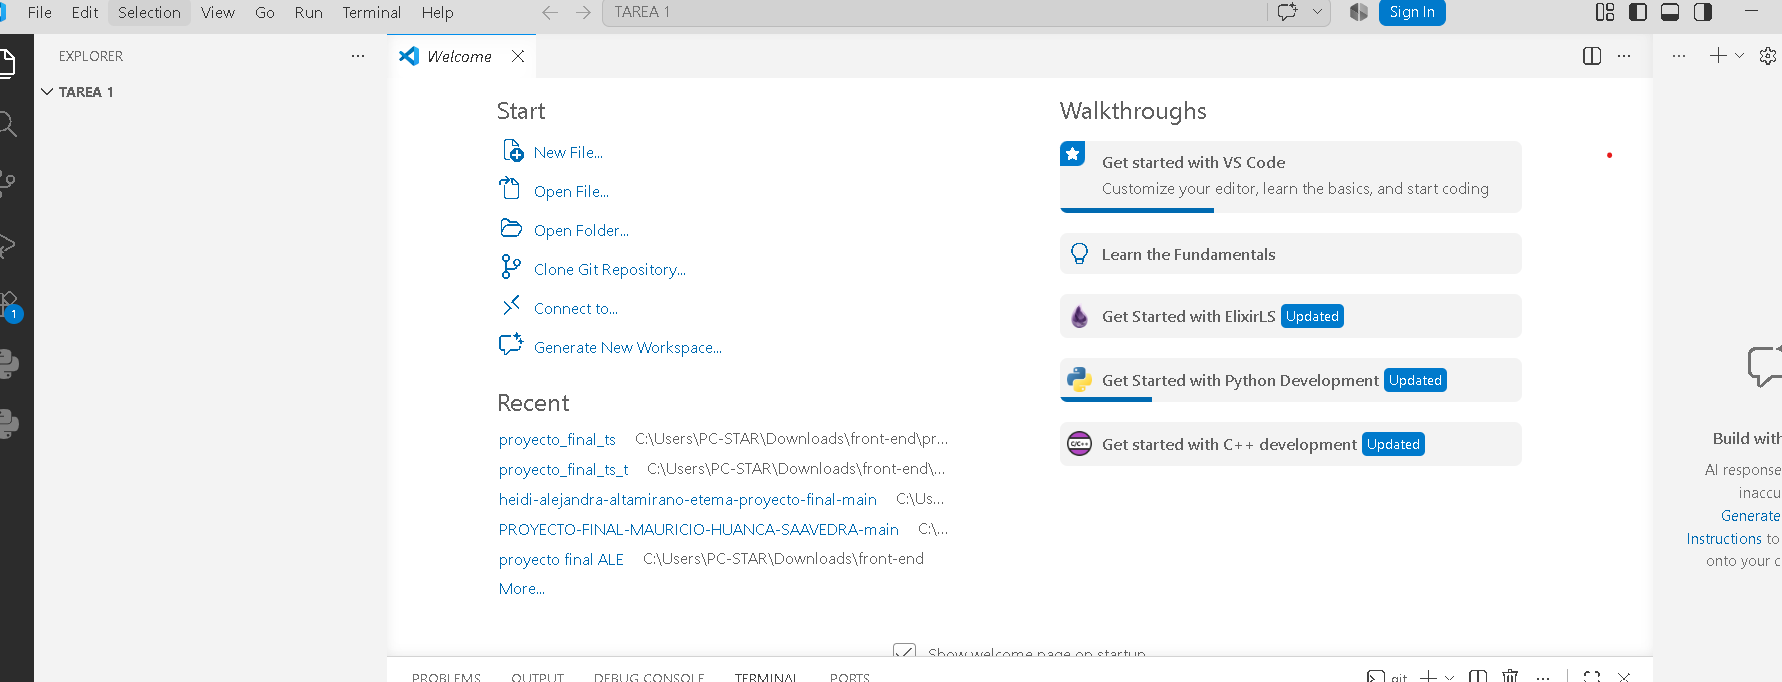 File Edit Selection View Go Run Terminal Help
TAREA 1
Sign In
EXPLORER
TAREA 1
Welcome
Start
New File...
Open File...
Open Folder...
Clone Git Repository...
Connect to...
Generate New Workspace...
Recent
proyecto_final_ts C:\Users\PC-STAR\Downloads\front-end\pr...
proyecto_final_ts_t C:\Users\PC-STAR\Downloads\front-end\...
heidi-alejandra-altamirano-etema-proyecto-final-main C:\Us...
PROYECTO-FINAL-MAURICIO-HUANCA-SAAVEDRA-main C:\...
proyecto final ALE C:\Users\PC-STAR\Downloads\front-end
More...
Walkthroughs
Get started with VS Code
Customize your editor, learn the basics, and start coding
Learn the Fundamentals
Get Started with ElixirLS Updated
Get Started with Python Development Updated
C/C++ Get started with C++ development Updated
Show welcome page on startup
1
Build with
AI response
inaccu
Generate
Instructions to
onto your c
PROBLEMS OUTPUT DEBUG CONSOLE TERMINAL PORTS
git